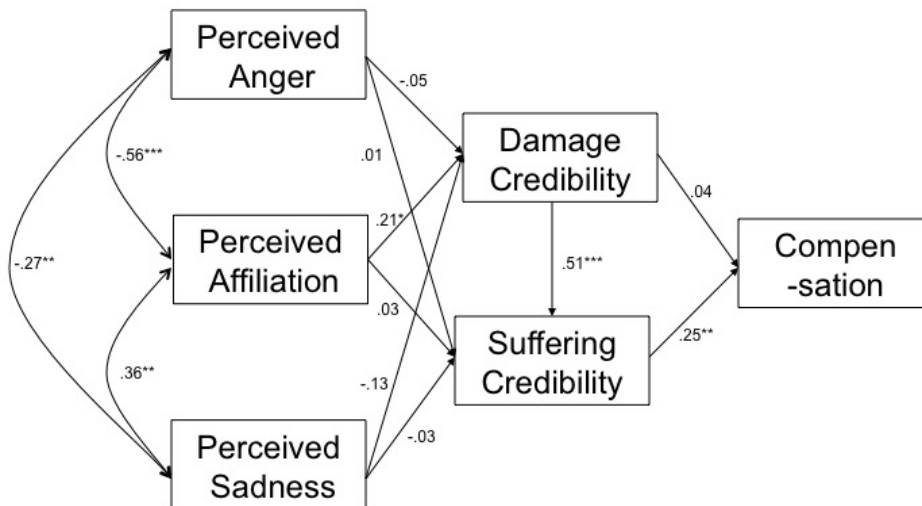 Perceived
Anger
-.05
Damage
Credibility
-.56***
.01
.04
.21*
Perceived
Affiliation
Compen
-sation
-.27**
.51***
.03
Suffering
Credibility
.25**
.36**
-.13
-.03
Perceived
Sadness